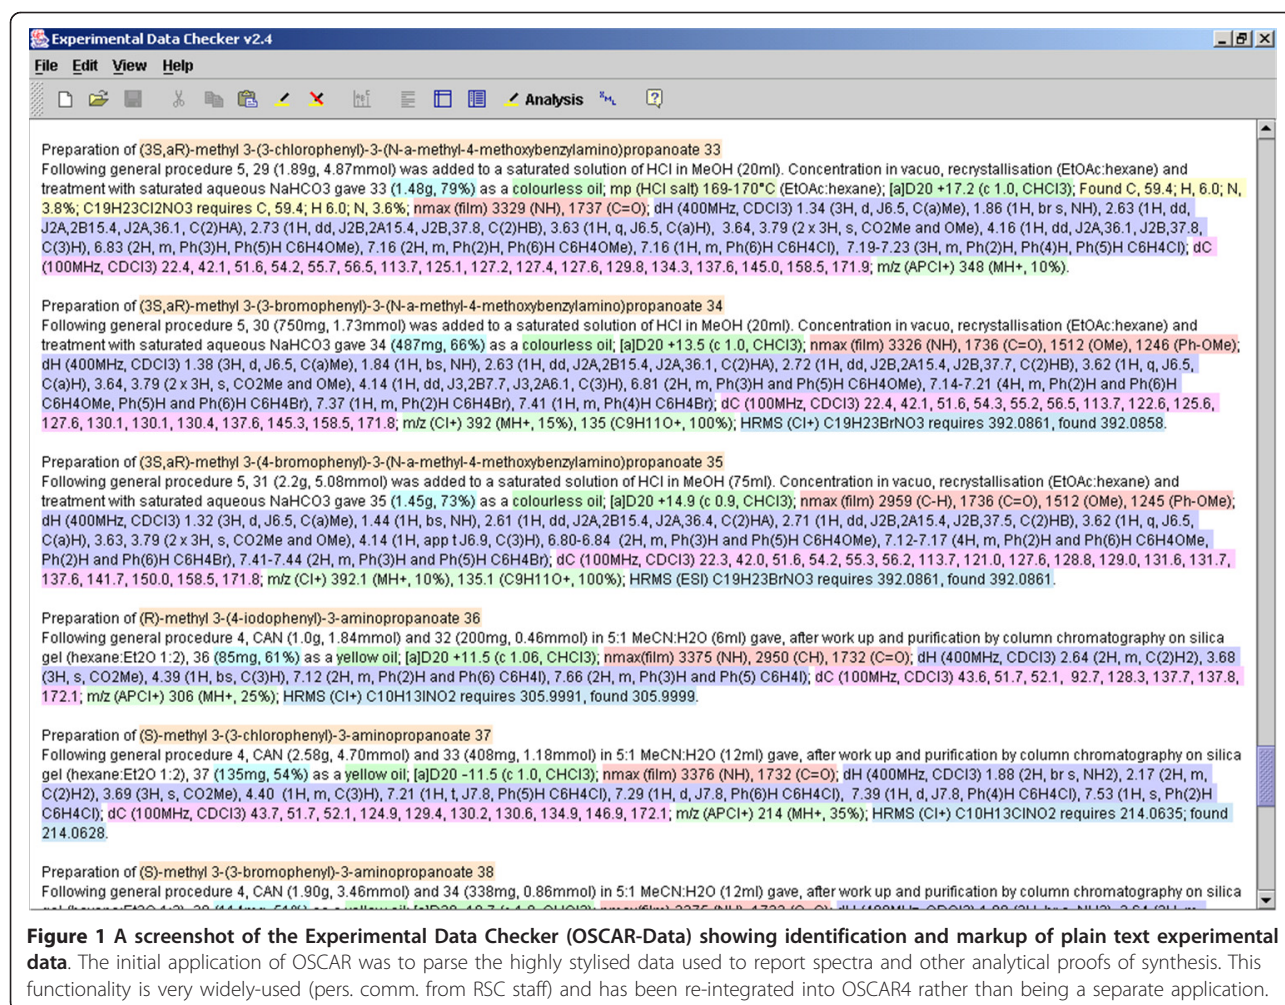 Experimental Data Checker v2.4
File Edit View Help
Analysis
XML
Preparation of (3S,aR)-methyl 3-(3-chlorophenyl)-3-(N-a-methyl-4-methoxybenzylamino)propanoate 33
Following general procedure 5, 29 (1.89g, 4.87mmol) was added to a saturated solution of HCl in MeOH (20ml). Concentration in vacuo, recrystallisation (EtOAc:hexane) and
treatment with saturated aqueous NaHCO3 gave 33 (1.48g, 79%) as a colourless oil; mp (HCl salt) 169-170°C (EtOAc:hexane); [a]D20 +17.2 (c 1.0, CHCl3); Found C, 59.4; H, 6.0; N,
3.8%; C19H23Cl2NO3 requires C, 59.4; H 6.0; N, 3.6%; nmax (film) 3329 (NH), 1737 (C=O); dH (400MHz, CDCl3) 1.34 (3H, d, J6.5, C(a)Me), 1.86 (1H, br s, NH), 2.63 (1H, dd,
J2A,2B15.4, J2A,36.1, C(2)HA), 2.73 (1H, dd, J2B,2A15.4, J2B,37.8, C(2)HB), 3.63 (1H, q, J6.5, C(a)H), 3.64, 3.79 (2 x 3H, s, CO2Me and OMe), 4.16 (1H, dd, J2A,36.1, J2B,37.8,
C(3)H), 6.83 (2H, m, Ph(3)H, Ph(5)H C6H4OMe), 7.16 (2H, m, Ph(2)H, Ph(6)H C6H4OMe), 7.16 (1H, m, Ph(6)H C6H4Cl), 7.19-7.23 (3H, m, Ph(2)H, Ph(4)H, Ph(5)H C6H4Cl); dC
(100MHz, CDCl3) 22.4, 42.1, 51.6, 54.2, 55.7, 56.5, 113.7, 125.1, 127.2, 127.4, 127.6, 129.8, 134.3, 137.6, 145.0, 158.5, 171.9; m/z (APCI+) 348 (MH+, 10%).
Preparation of (3S,aR)-methyl 3-(3-bromophenyl)-3-(N-a-methyl-4-methoxybenzylamino)propanoate 34
Following general procedure 5, 30 (750mg, 1.73mmol) was added to a saturated solution of HCl in MeOH (20ml). Concentration in vacuo, recrystallisation (EtOAc:hexane) and
treatment with saturated aqueous NaHCO3 gave 34 (487mg, 66%) as a colourless oil; [a]D20 +13.5 (c 1.0, CHCl3); nmax (film) 3326 (NH), 1736 (C=O), 1512 (OMe), 1246 (Ph-OMe);
dH (400MHz, CDCl3) 1.38 (3H, d, J6.5, C(a)Me), 1.84 (1H, bs, NH), 2.63 (1H, dd, J2A,2B15.4, J2A,36.1, C(2)HA), 2.72 (1H, dd, J2B,2A15.4, J2B,37.7, C(2)HB), 3.62 (1H, q, J6.5,
C(a)H), 3.64, 3.79 (2 x 3H, s, CO2Me and OMe), 4.14 (1H, dd, J3,2B7.7, J3,2A6.1, C(3)H), 6.81 (2H, m, Ph(3)H and Ph(5)H C6H4OMe), 7.14-7.21 (4H, m, Ph(2)H and Ph(6)H
C6H4OMe, Ph(5)H and Ph(6)H C6H4Br), 7.37 (1H, m, Ph(2)H C6H4Br), 7.41 (1H, m, Ph(4)H C6H4Br); dC (100MHz, CDCl3) 22.4, 42.1, 51.6, 54.3, 55.2, 56.5, 113.7, 122.6, 125.6,
127.6, 130.1, 130.1, 130.4, 137.6, 145.3, 158.5, 171.8; m/z (CI+) 392 (MH+, 15%), 135 (C9H11O+, 100%); HRMS (CI+) C19H23BrNO3 requires 392.0861, found 392.0858.
Preparation of (3S,aR)-methyl 3-(4-bromophenyl)-3-(N-a-methyl-4-methoxybenzylamino)propanoate 35
Following general procedure 5, 31 (2.2g, 5.08mmol) was added to a saturated solution of HCl in MeOH (75ml). Concentration in vacuo, recrystallisation (EtOAc:hexane) and
treatment with saturated aqueous NaHCO3 gave 35 (1.45g, 73%) as a colourless oil; [a]D20 +14.9 (c 0.9, CHCl3); nmax (film) 2959 (C-H), 1736 (C=O), 1512 (OMe), 1245 (Ph-OMe);
dH (400MHz, CDCl3) 1.32 (3H, d, J6.5, C(a)Me), 1.44 (1H, bs, NH), 2.61 (1H, dd, J2A,2B15.4, J2A,36.4, C(2)HA), 2.71 (1H, dd, J2B,2A15.4, J2B,37.5, C(2)HB), 3.62 (1H, q, J6.5,
C(a)H), 3.63, 3.79 (2 x 3H, s, CO2Me and OMe), 4.14 (1H, app t J6.9, C(3)H), 6.80-6.84 (2H, m, Ph(3)H and Ph(5)H C6H4OMe), 7.12-7.17 (4H, m, Ph(2)H and Ph(6)H C6H4OMe,
Ph(2)H and Ph(6)H C6H4Br), 7.41-7.44 (2H, m, Ph(3)H and Ph(5)H C6H4Br); dC (100MHz, CDCl3) 22.3, 42.0, 51.6, 54.2, 55.3, 56.2, 113.7, 121.0, 127.6, 128.8, 129.0, 131.6, 131.7,
137.6, 141.7, 150.0, 158.5, 171.8; m/z (CI+) 392.1 (MH+, 10%), 135.1 (C9H11O+, 100%); HRMS (ESI) C19H23BrNO3 requires 392.0861, found 392.0861.
Preparation of (R)-methyl 3-(4-iodophenyl)-3-aminopropanoate 36
Following general procedure 4, CAN (1.0g, 1.84mmol) and 32 (200mg, 0.46mmol) in 5:1 MeCN:H2O (6ml) gave, after work up and purification by column chromatography on silica
gel (hexane:Et2O 1:2), 36 (85mg, 61%) as a yellow oil; [a]D20 +11.5 (c 1.06, CHCl3); nmax(film) 3375 (NH), 2950 (CH), 1732 (C=O); dH (400MHz, CDCl3) 2.64 (2H, m, C(2)H2), 3.68
(3H, s, CO2Me), 4.39 (1H, bs, C(3)H), 7.12 (2H, m, Ph(2)H and Ph(6) C6H4I), 7.66 (2H, m, Ph(3)H and Ph(5) C6H4I); dC (100MHz, CDCl3) 43.6, 51.7, 52.1, 92.7, 128.3, 137.7, 137.8,
172.1; m/z (APCI+) 306 (MH+, 25%); HRMS (CI+) C10H13INO2 requires 305.9991, found 305.9999.
Preparation of (S)-methyl 3-(3-chlorophenyl)-3-aminopropanoate 37
Following general procedure 4, CAN (2.58g, 4.70mmol) and 33 (408mg, 1.18mmol) in 5:1 MeCN:H2O (12ml) gave, after work up and purification by column chromatography on silica
gel (hexane:Et2O 1:2), 37 (135mg, 54%) as a yellow oil; [a]D20 -11.5 (c 1.0, CHCl3); nmax (film) 3376 (NH), 1732 (C=O); dH (400MHz, CDCl3) 1.88 (2H, br s, NH2), 2.17 (2H, m,
C(2)H2), 3.69 (3H, s, CO2Me), 4.40 (1H, m, C(3)H), 7.21 (1H, t, J7.8, Ph(5)H C6H4Cl), 7.29 (1H, d, J7.8, Ph(6)H C6H4Cl), 7.39 (1H, d, J7.8, Ph(4)H C6H4Cl), 7.53 (1H, s, Ph(2)H
C6H4Cl); dC (100MHz, CDCl3) 43.7, 51.7, 52.1, 124.9, 129.4, 130.2, 130.6, 134.9, 146.9, 172.1; m/z (APCI+) 214 (MH+, 35%); HRMS (CI+) C10H13ClNO2 requires 214.0635; found
214.0628.
Preparation of (S)-methyl 3-(3-bromophenyl)-3-aminopropanoate 38
Following general procedure 4, CAN (1.90g, 3.46mmol) and 34 (338mg, 0.86mmol) in 5:1 MeCN:H2O (12ml) gave, after work up and purification by column chromatography on silica
Figure 1 A screenshot of the Experimental Data Checker (OSCAR-Data) showing identification and markup of plain text experimental
data. The initial application of OSCAR was to parse the highly stylised data used to report spectra and other analytical proofs of synthesis. This
functionality is very widely-used (pers. comm. from RSC staff) and has been re-integrated into OSCAR4 rather than being a separate application.